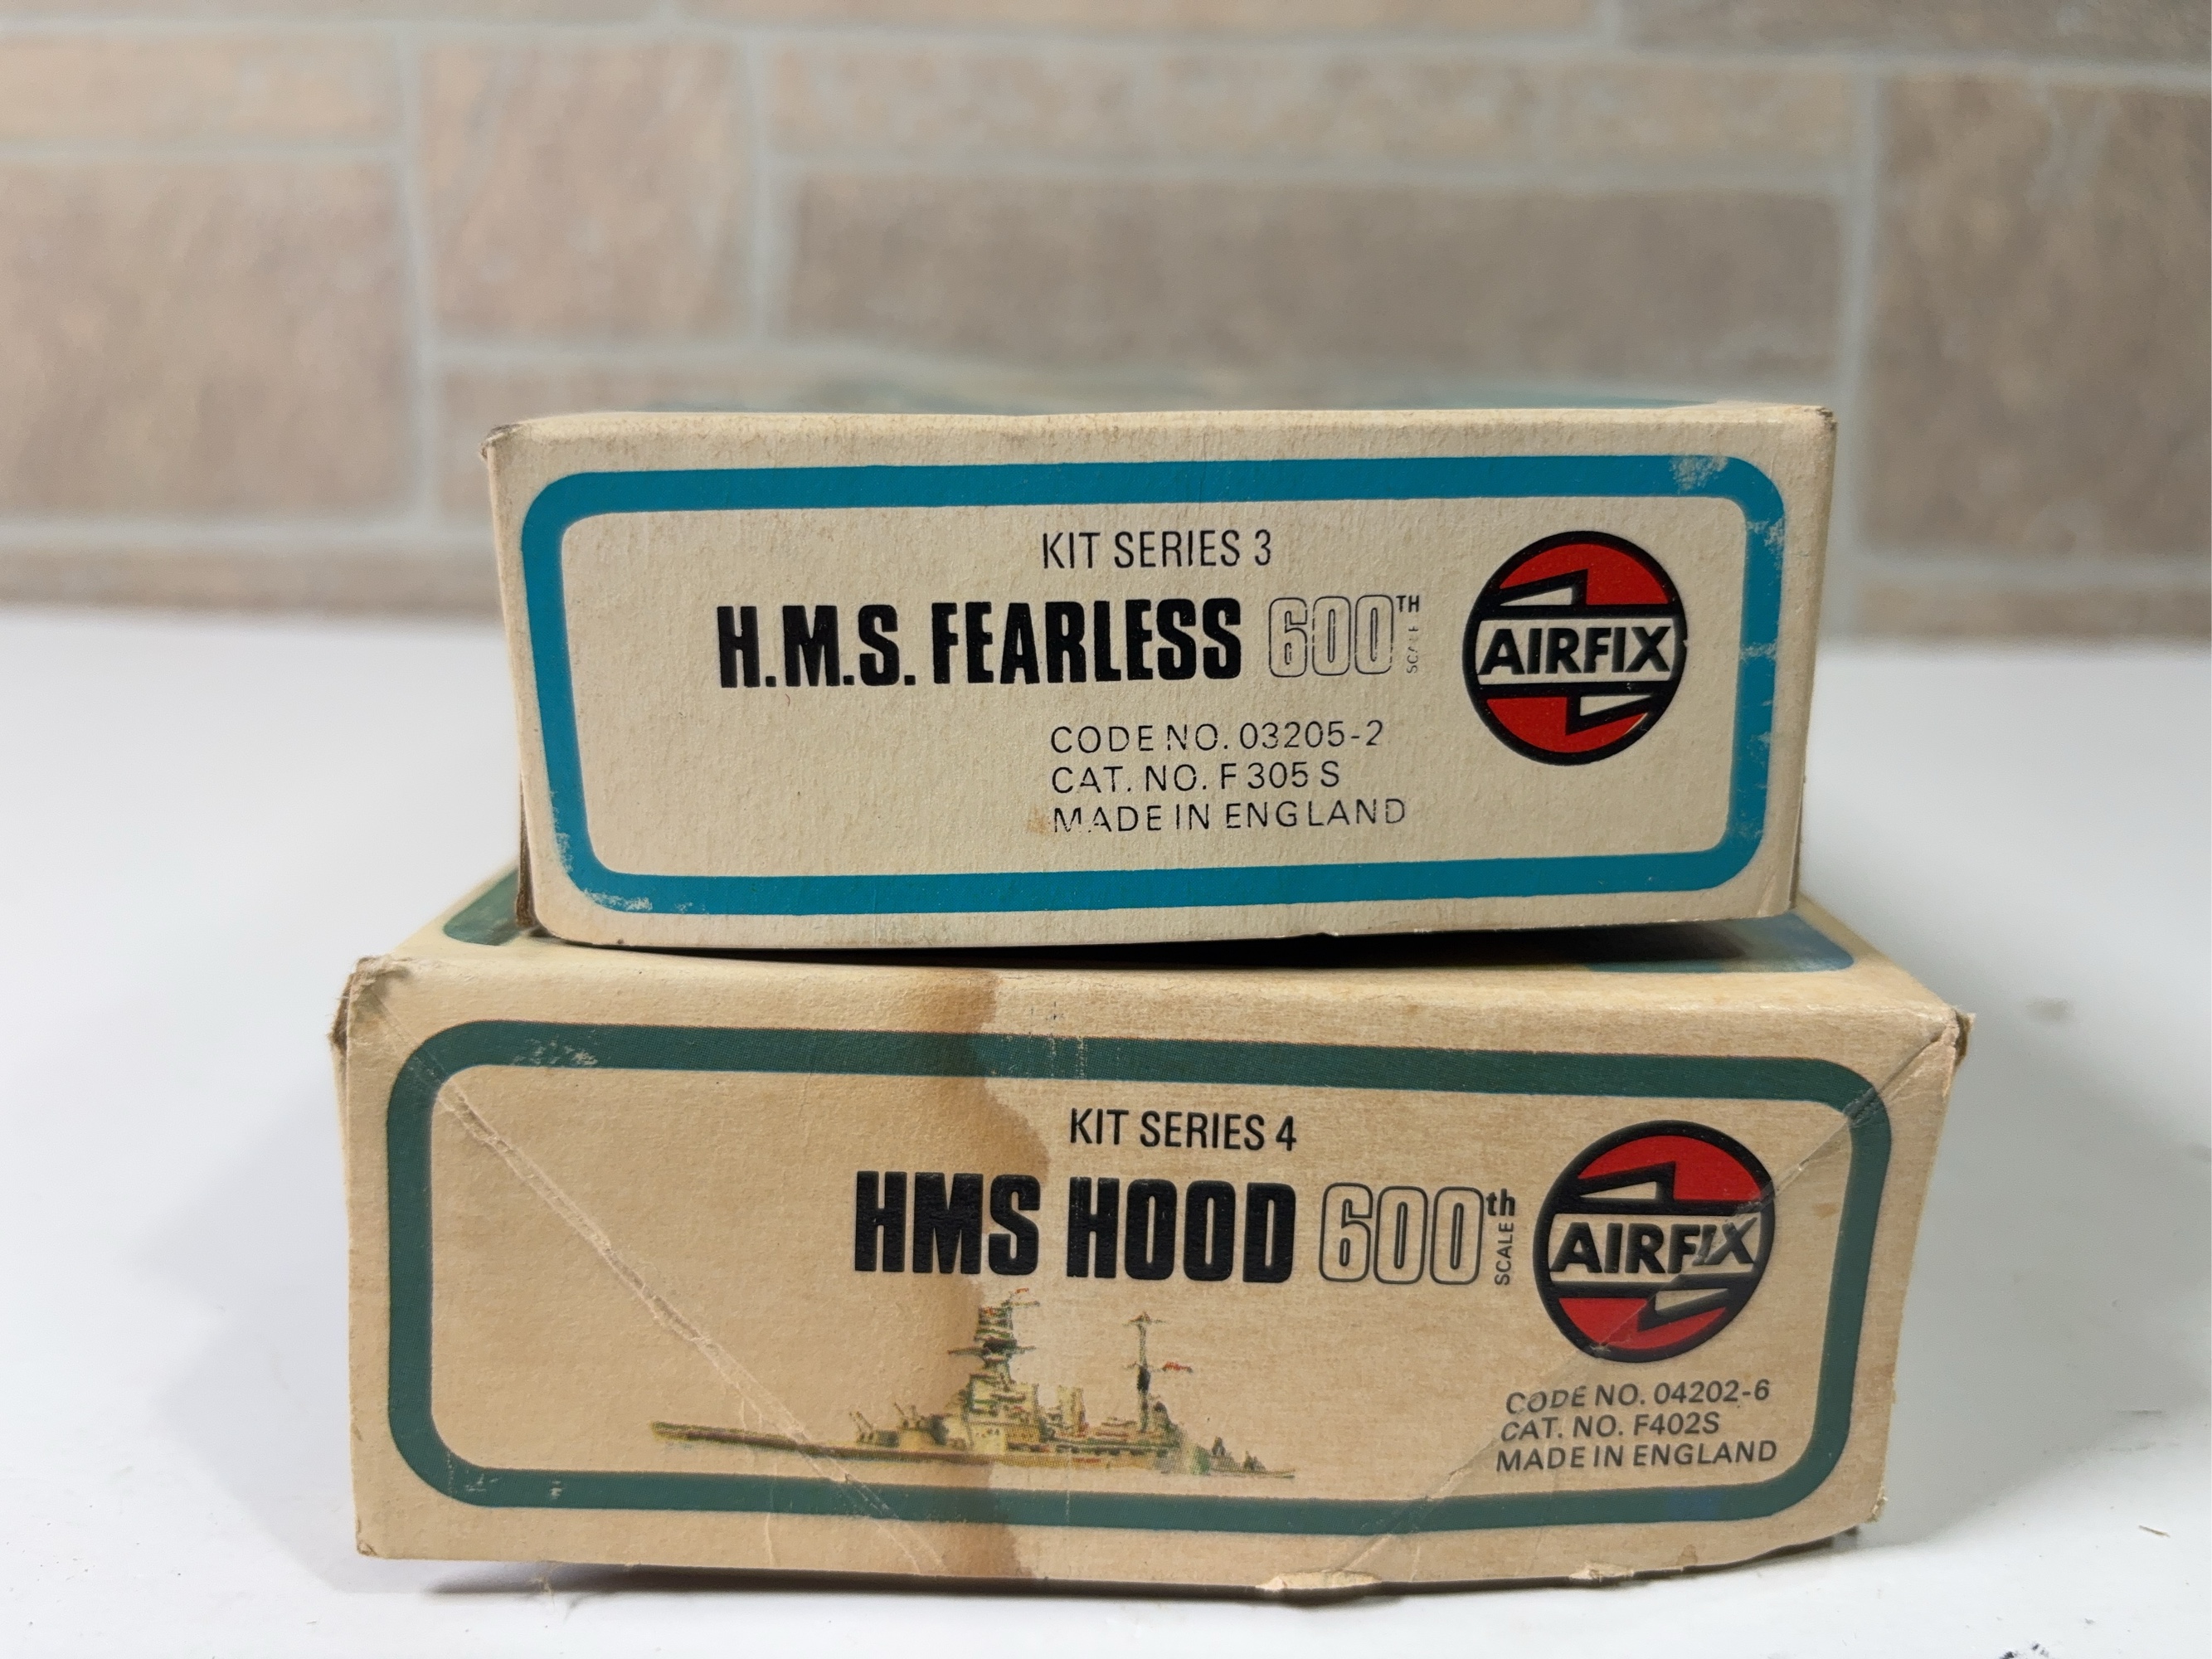 KIT SERIES 3
H.M.S. FEARLESS 600TH SCALE
AIRFIX
CODE NO. 03205-2
CAT. NO. F 305 S
MADE IN ENGLAND
KIT SERIES 4
HMS HOOD 600th SCALE
AIRFIX
CODE NO. 04202-6
CAT. NO. F402S
MADE IN ENGLAND